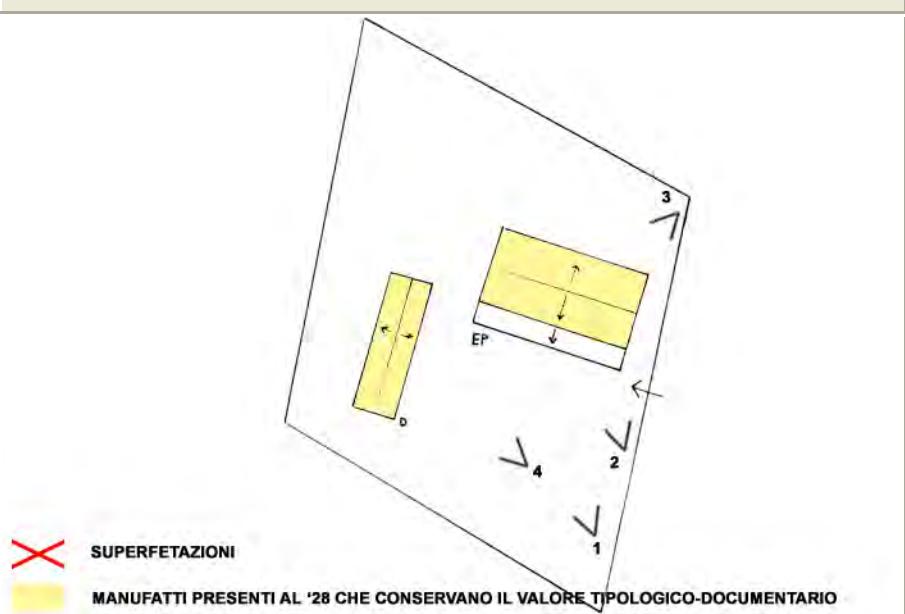 3
EP
D
2
4
1
SUPERFETAZIONI
MANUFATTI PRESENTI AL '28 CHE CONSERVANO IL VALORE TIPOLOGICO-DOCUMENTARIO